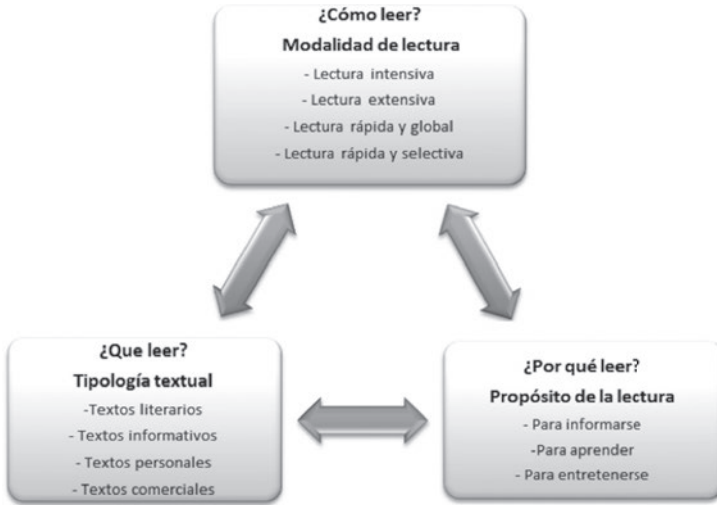 ¿Cómo leer?
Modalidad de lectura
- Lectura intensiva
- Lectura extensiva
- Lectura rápida y global
- Lectura rápida y selectiva
¿Que leer?
Tipología textual
-Textos literarios
- Textos informativos
- Textos personales
- Textos comerciales
¿Por qué leer?
Propósito de la lectura
- Para informarse
-Para aprender
- Para entretenerse